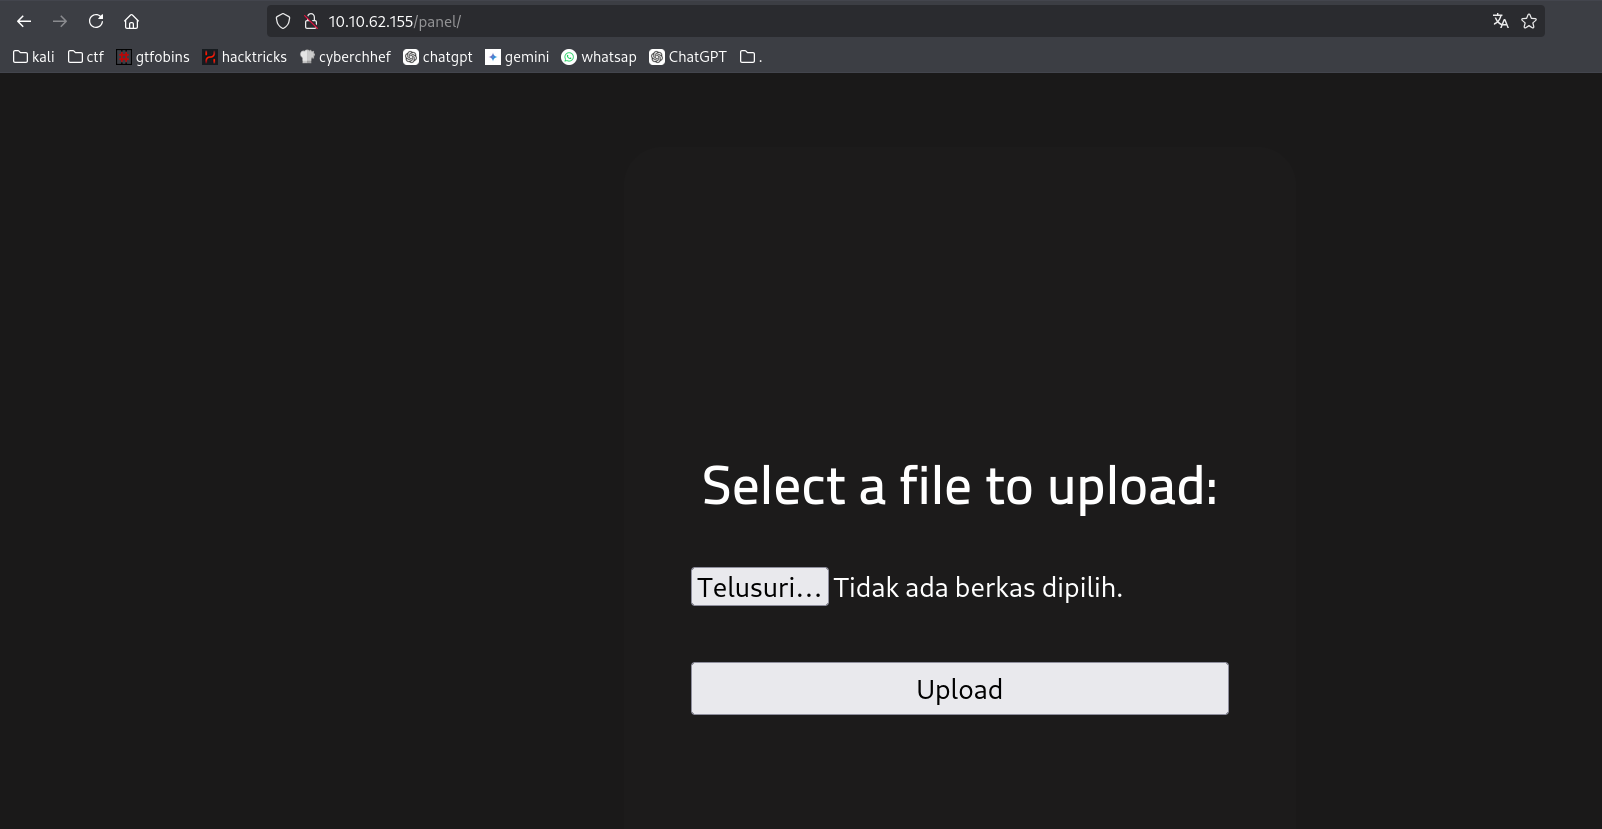 10.10.62.155/panel/
kali ctf gtfobins hacktricks cyberchhef chatgpt gemini whatsap ChatGPT .
Select a file to upload:
Telusuri... Tidak ada berkas dipilih.
Upload